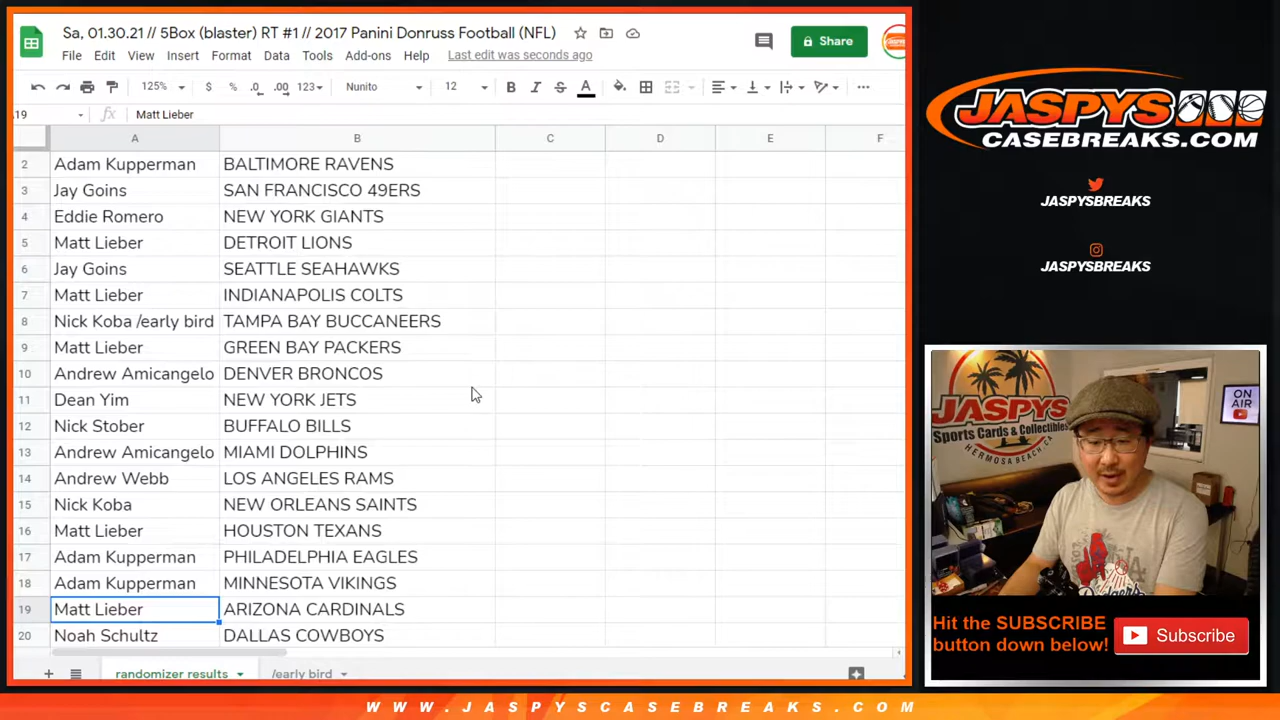 Sa, 01.30.21 // 5Box (blaster) RT #1 // 2017 Panini Donruss Football (NFL)
File Edit View Insert Format Data Tools Add-ons Help Last edit was seconds ago
Share
125% $ % .0 .00 123 Nunito 12 B I S A
19 fx Matt Lieber
A B C D E F
2 Adam Kupperman BALTIMORE RAVENS
3 Jay Goins SAN FRANCISCO 49ERS
4 Eddie Romero NEW YORK GIANTS
5 Matt Lieber DETROIT LIONS
6 Jay Goins SEATTLE SEAHAWKS
7 Matt Lieber INDIANAPOLIS COLTS
8 Nick Koba /early bird TAMPA BAY BUCCANEERS
9 Matt Lieber GREEN BAY PACKERS
10 Andrew Amicangelo DENVER BRONCOS
11 Dean Yim NEW YORK JETS
12 Nick Stober BUFFALO BILLS
13 Andrew Amicangelo MIAMI DOLPHINS
14 Andrew Webb LOS ANGELES RAMS
15 Nick Koba NEW ORLEANS SAINTS
16 Matt Lieber HOUSTON TEXANS
17 Adam Kupperman PHILADELPHIA EAGLES
18 Adam Kupperman MINNESOTA VIKINGS
19 Matt Lieber ARIZONA CARDINALS
20 Noah Schultz DALLAS COWBOYS
randomizer results /early bird
JASPYS
CASEBREAKS.COM
JASPYSBREAKS
JASPYSBREAKS
JASPYS
Sports Cards & Collectibles
HERMOSA BEACH, CA
ON
AIR
Dodgers
Hit the SUBSCRIBE
button down below!
Subscribe
WWW.JASPYSCASEBREAKS.COM